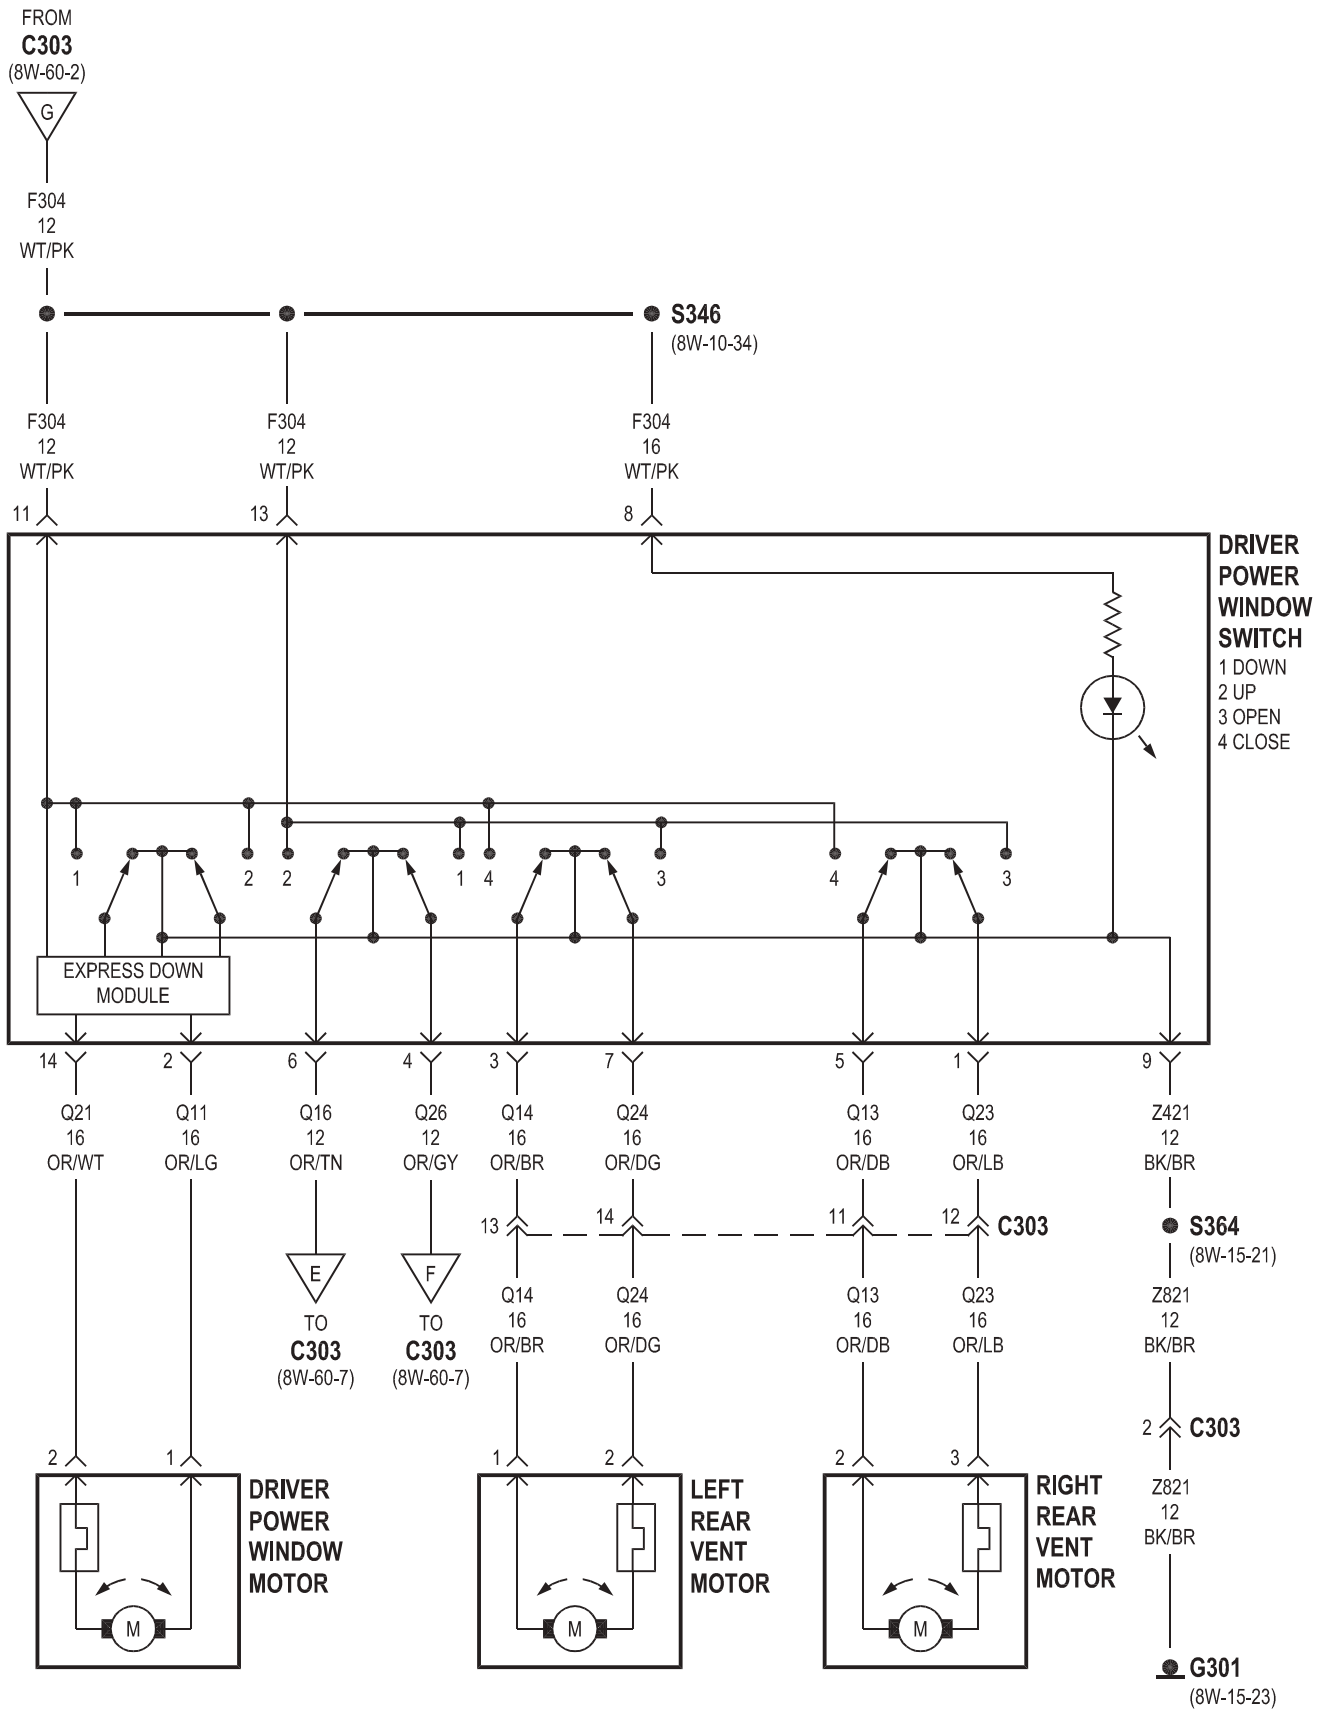 FROM
C303
(8W-60-2)
G
F304
12
WT/PK
S346
(8W-10-34)
F304 F304 F304
12 12 16
WT/PK WT/PK WT/PK
11 13 8
DRIVER
POWER
WINDOW
SWITCH
1 DOWN
2 UP
3 OPEN
4 CLOSE
1 2 2 1 4 3 4 3
EXPRESS DOWN
MODULE
14 2 6 4 3 7 5 1 9
Q21 Q11 Q16 Q26 Q14 Q24 Q13 Q23 Z421
16 16 12 12 16 16 16 16 12
OR/WT OR/LG OR/TN OR/GY OR/BR OR/DG OR/DB OR/LB BK/BR
13 14 11 12 C303 S364
(8W-15-21)
E F
Q14 Q24 Q13 Q23 Z821
TO TO 16 16 16 16 12
C303 C303 OR/BR OR/DG OR/DB OR/LB BK/BR
(8W-60-7) (8W-60-7)
2 C303
2 1 1 2 2 3
DRIVER
POWER
WINDOW
MOTOR
M
LEFT
REAR
VENT
MOTOR
M
RIGHT
REAR
VENT
MOTOR
M
Z821
12
BK/BR
G301
(8W-15-23)